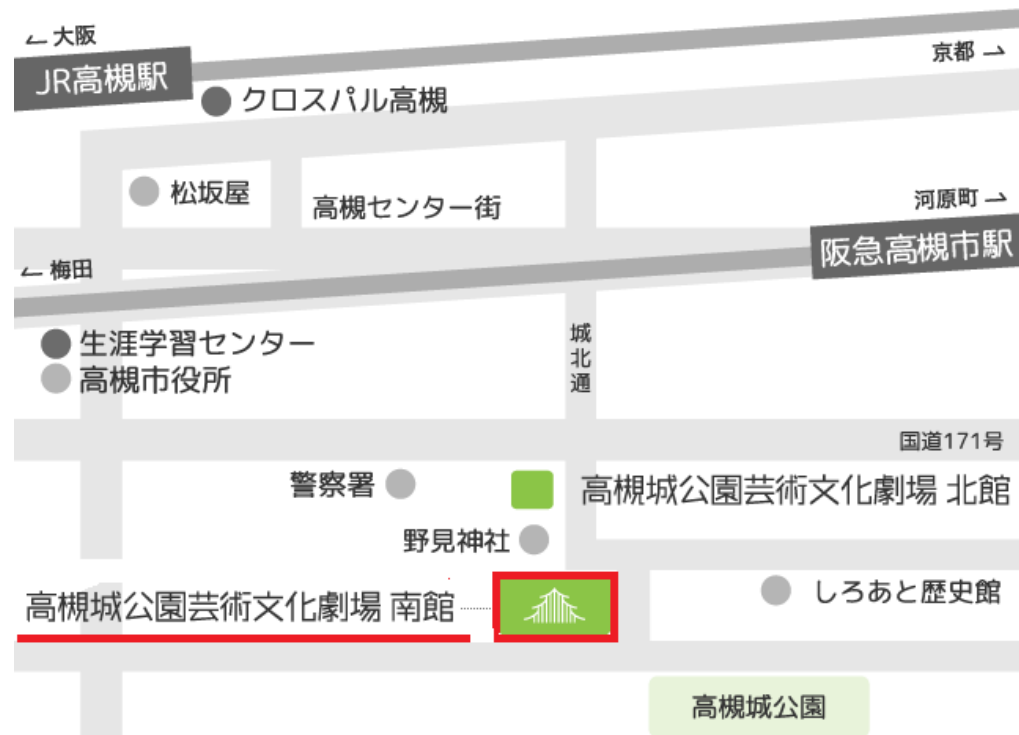 ← 大阪
JR高槻駅
京都 →
クロスパル高槻
松坂屋
高槻センター街
河原町 →
阪急高槻市駅
← 梅田
生涯学習センター
高槻市役所
城北通
国道171号
警察署
高槻城公園芸術文化劇場 北館
野見神社
高槻城公園芸術文化劇場 南館
しろあと歴史館
高槻城公園